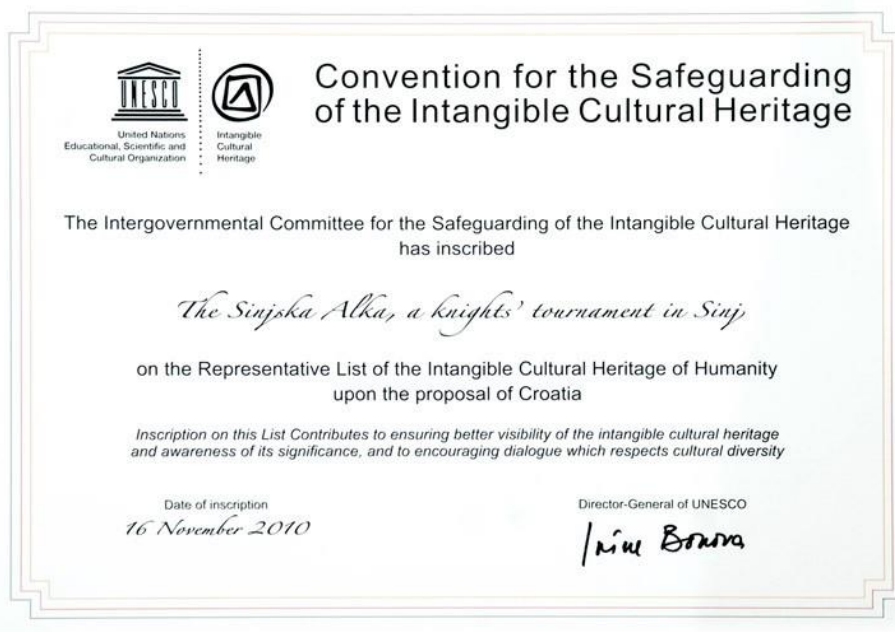 UNESCO
United Nations
Educational, Scientific and
Cultural Organization
Intangible
Cultural
Heritage
Convention for the Safeguarding
of the Intangible Cultural Heritage
The Intergovernmental Committee for the Safeguarding of the Intangible Cultural Heritage
has inscribed
The Sinjska Alka, a knights' tournament in Sinj
on the Representative List of the Intangible Cultural Heritage of Humanity
upon the proposal of Croatia
Inscription on this List Contributes to ensuring better visibility of the intangible cultural heritage
and awareness of its significance, and to encouraging dialogue which respects cultural diversity
Date of inscription
16 November 2010
Director-General of UNESCO
Irina Bokova